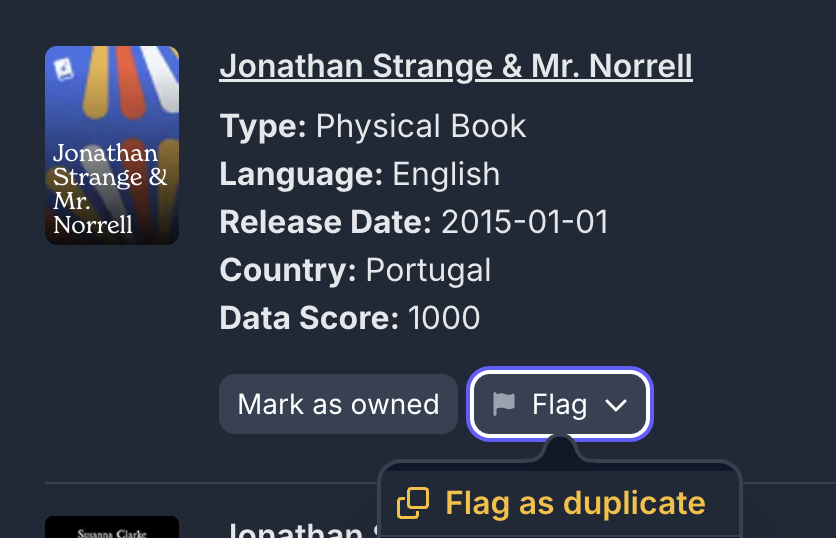 Jonathan Strange & Mr. Norrell
Jonathan
Strange &
Mr.
Norrell
Type: Physical Book
Language: English
Release Date: 2015-01-01
Country: Portugal
Data Score: 1000
Mark as owned
Flag
Flag as duplicate
Susanna Clarke
Jonathan